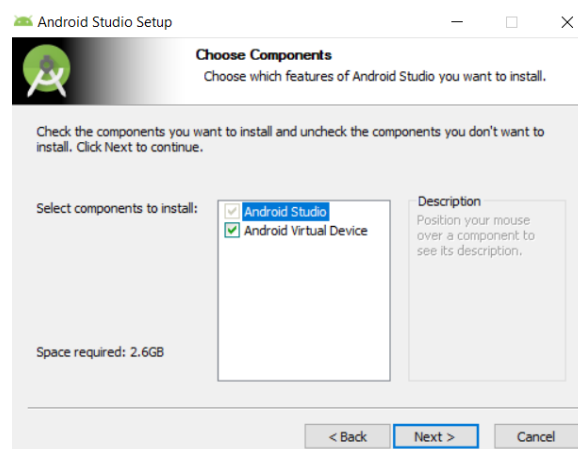 Android Studio Setup
Choose Components
Choose which features of Android Studio you want to install.
Check the components you want to install and uncheck the components you don't want to
install. Click Next to continue.
Select components to install:
Android Studio
Android Virtual Device
Description
Position your mouse
over a component to
see its description.
Space required: 2.6GB
< Back
Next >
Cancel